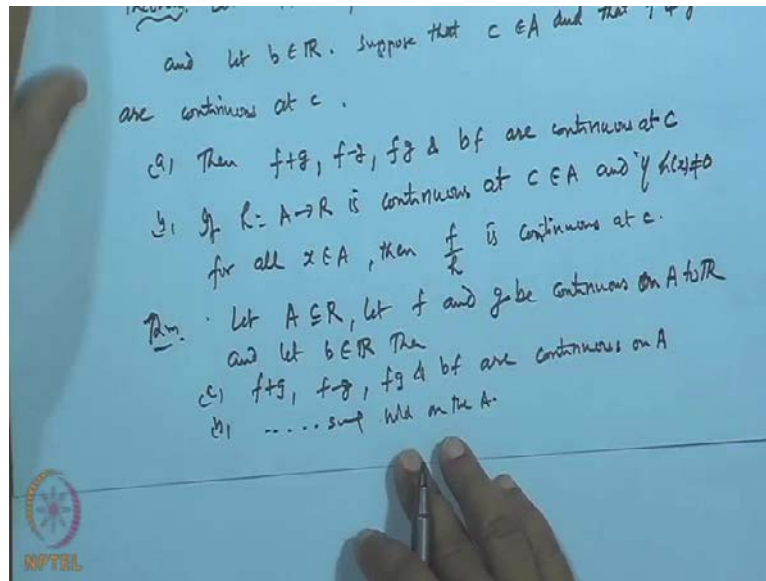 and let b ∈ ℝ. Suppose that c ∈ A and that f & g
are continuous at c.
(a) Then f+g, f-g, fg & bf are continuous at c
(b) If h: A→R is continuous at c ∈ A and if h(x)≠0
for all x ∈ A, then f/h is continuous at c.
Thm. Let A ⊆ R, let f and g be continuous on A to ℝ
and let b ∈ ℝ The
(a) f+g, f-g, fg & bf are continuous on A
(b) ..... hold on the A.
NPTEL